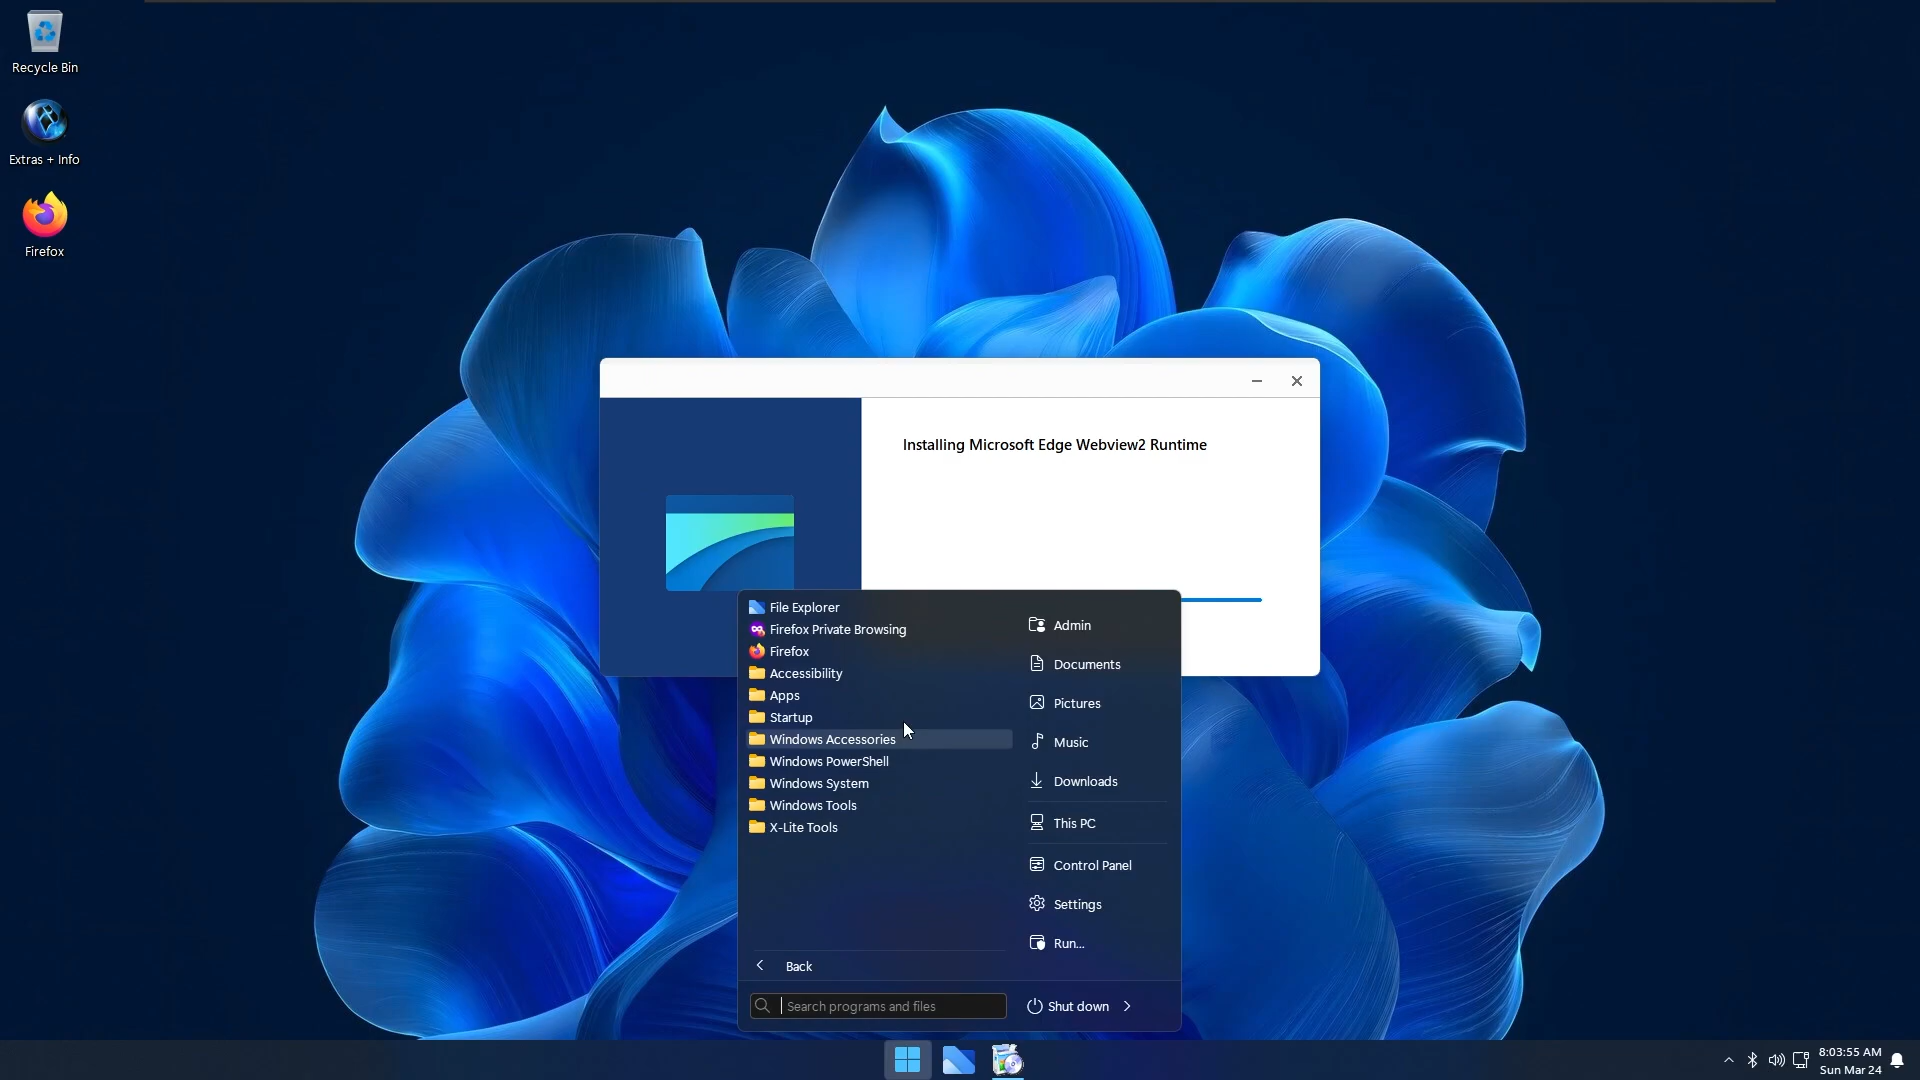 Recycle Bin
Extras + Info
Firefox
Installing Microsoft Edge Webview2 Runtime
File Explorer
Firefox Private Browsing
Firefox
Accessibility
Apps
Startup
Windows Accessories
Windows PowerShell
Windows System
Windows Tools
X-Lite Tools
Back
Search programs and files
Admin
Documents
Pictures
Music
Downloads
This PC
Control Panel
Settings
Run...
Shut down
8:03:55 AM
Sun Mar 24